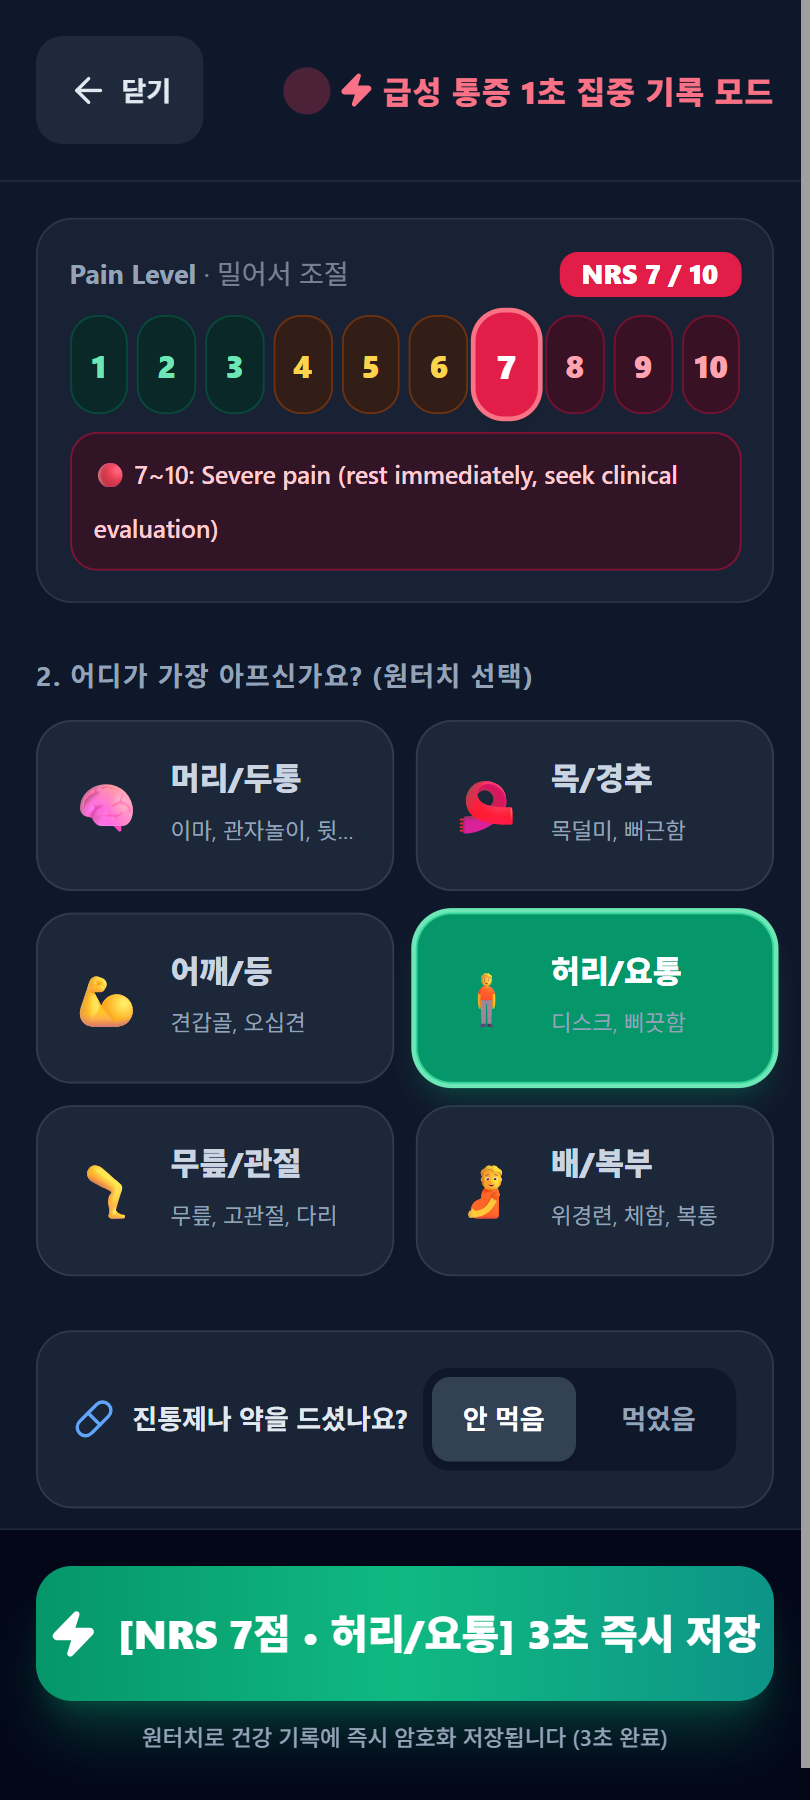 닫기
급성 통증 1초 집중 기록 모드
Pain Level · 밀어서 조절
NRS 7 / 10
1 2 3 4 5 6 7 8 9 10
7~10: Severe pain (rest immediately, seek clinical
evaluation)
2. 어디가 가장 아프신가요? (원터치 선택)
머리/두통
이마, 관자놀이, 뒷...
목/경추
목덜미, 뻐근함
어깨/등
견갑골, 오십견
허리/요통
디스크, 삐끗함
무릎/관절
무릎, 고관절, 다리
배/복부
위경련, 체함, 복통
진통제나 약을 드셨나요?
안 먹음
먹었음
[NRS 7점 • 허리/요통] 3초 즉시 저장
원터치로 건강 기록에 즉시 암호화 저장됩니다 (3초 완료)